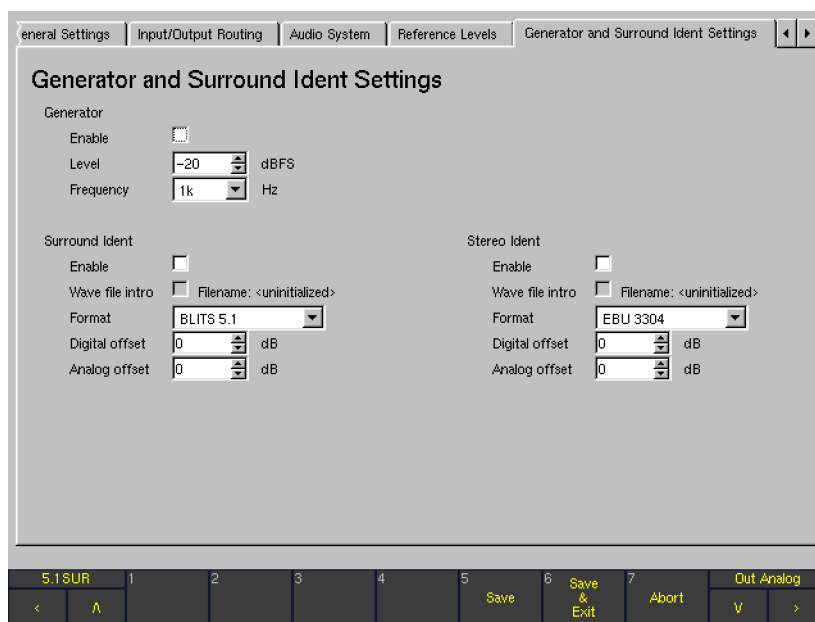 eneral Settings Input/Output Routing Audio System Reference Levels Generator and Surround Ident Settings
Generator and Surround Ident Settings
Generator
Enable
Level -20 dBFS
Frequency 1k Hz
Surround Ident
Enable
Wave file intro Filename: <uninitialized>
Format BLITS 5.1
Digital offset 0 dB
Analog offset 0 dB
Stereo Ident
Enable
Wave file intro Filename: <uninitialized>
Format EBU 3304
Digital offset 0 dB
Analog offset 0 dB
5.1SUR 1 2 3 4 5 Save 6 Save & Exit 7 Abort Out Analog
< Λ V >